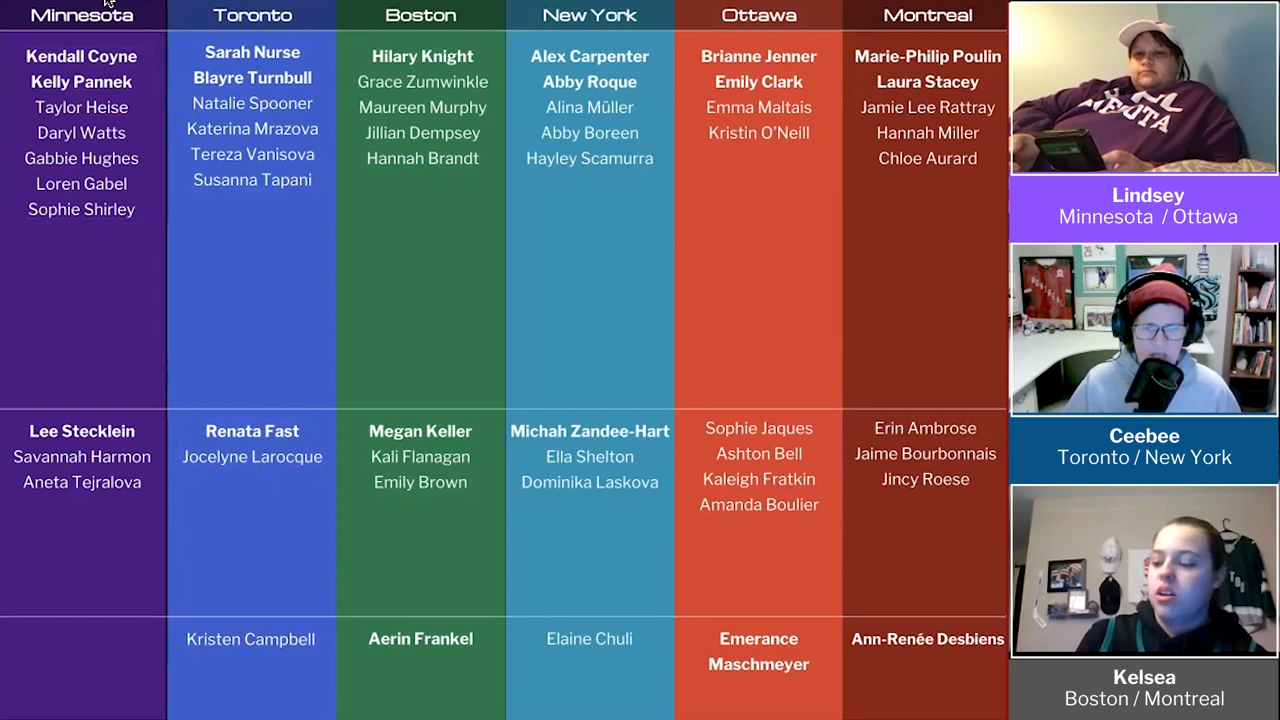 Minnesota
Kendall Coyne
Kelly Pannek
Taylor Heise
Daryl Watts
Gabbie Hughes
Loren Gabel
Sophie Shirley
Lee Stecklein
Savannah Harmon
Aneta Tejralova
Toronto
Sarah Nurse
Blayre Turnbull
Natalie Spooner
Katerina Mrazova
Tereza Vanisova
Susanna Tapani
Renata Fast
Jocelyne Larocque
Kristen Campbell
Boston
Hilary Knight
Grace Zumwinkle
Maureen Murphy
Jillian Dempsey
Hannah Brandt
Megan Keller
Kali Flanagan
Emily Brown
Aerin Frankel
New York
Alex Carpenter
Abby Roque
Alina Müller
Abby Boreen
Hayley Scamurra
Michah Zandee-Hart
Ella Shelton
Dominika Laskova
Elaine Chuli
Ottawa
Brianne Jenner
Emily Clark
Emma Maltais
Kristin O'Neill
Sophie Jaques
Ashton Bell
Kaleigh Fratkin
Amanda Boulier
Emerance
Maschmeyer
Montreal
Marie-Philip Poulin
Laura Stacey
Jamie Lee Rattray
Hannah Miller
Chloe Aurard
Erin Ambrose
Jaime Bourbonnais
Jincy Roese
Ann-Renée Desbiens
Lindsey
Minnesota / Ottawa
Ceebee
Toronto / New York
Kelsea
Boston / Montreal